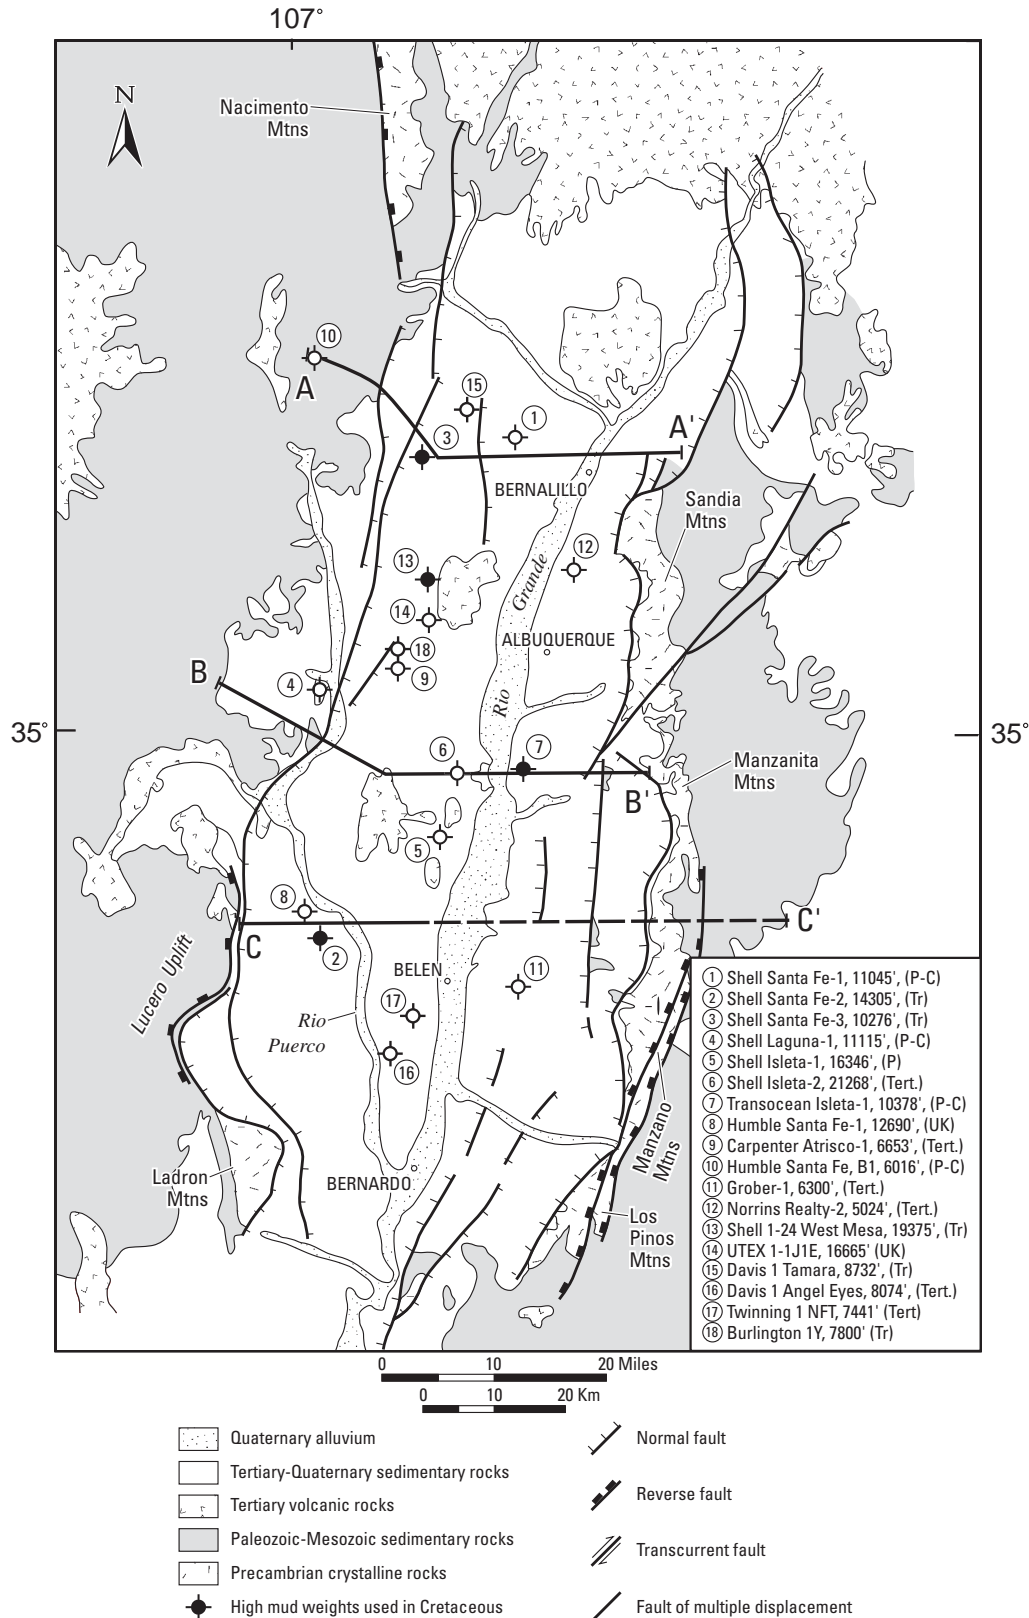 107°
N
Nacimento
Mtns
10
A
15
1
3
A'
BERNALILLO
Sandia
Mtns
13
12
14
Grande
ALBUQUERQUE
18
9
B
4
Rio
35°
35°
6
7
Manzanita
Mtns
B'
5
8
C'
C
2
Lucero Uplift
BELEN
11
17
Rio
Puerco
16
Manzano
Mtns
Ladron
Mtns
BERNARDO
Los
Pinos
Mtns
1 Shell Santa Fe-1, 11045', (P-C)
2 Shell Santa Fe-2, 14305', (Tr)
3 Shell Santa Fe-3, 10276', (Tr)
4 Shell Laguna-1, 11115', (P-C)
5 Shell Isleta-1, 16346', (P)
6 Shell Isleta-2, 21268', (Tert.)
7 Transocean Isleta-1, 10378', (P-C)
8 Humble Santa Fe-1, 12690', (UK)
9 Carpenter Atrisco-1, 6653', (Tert.)
10 Humble Santa Fe, B1, 6016', (P-C)
11 Grober-1, 6300', (Tert.)
12 Norrins Realty-2, 5024', (Tert.)
13 Shell 1-24 West Mesa, 19375', (Tr)
14 UTEX 1-1J1E, 16665' (UK)
15 Davis 1 Tamara, 8732', (Tr)
16 Davis 1 Angel Eyes, 8074', (Tert.)
17 Twinning 1 NFT, 7441' (Tert)
18 Burlington 1Y, 7800' (Tr)
0 10 20 Miles
0 10 20 Km
Quaternary alluvium
Tertiary-Quaternary sedimentary rocks
Tertiary volcanic rocks
Paleozoic-Mesozoic sedimentary rocks
Precambrian crystalline rocks
High mud weights used in Cretaceous
Normal fault
Reverse fault
Transcurrent fault
Fault of multiple displacement